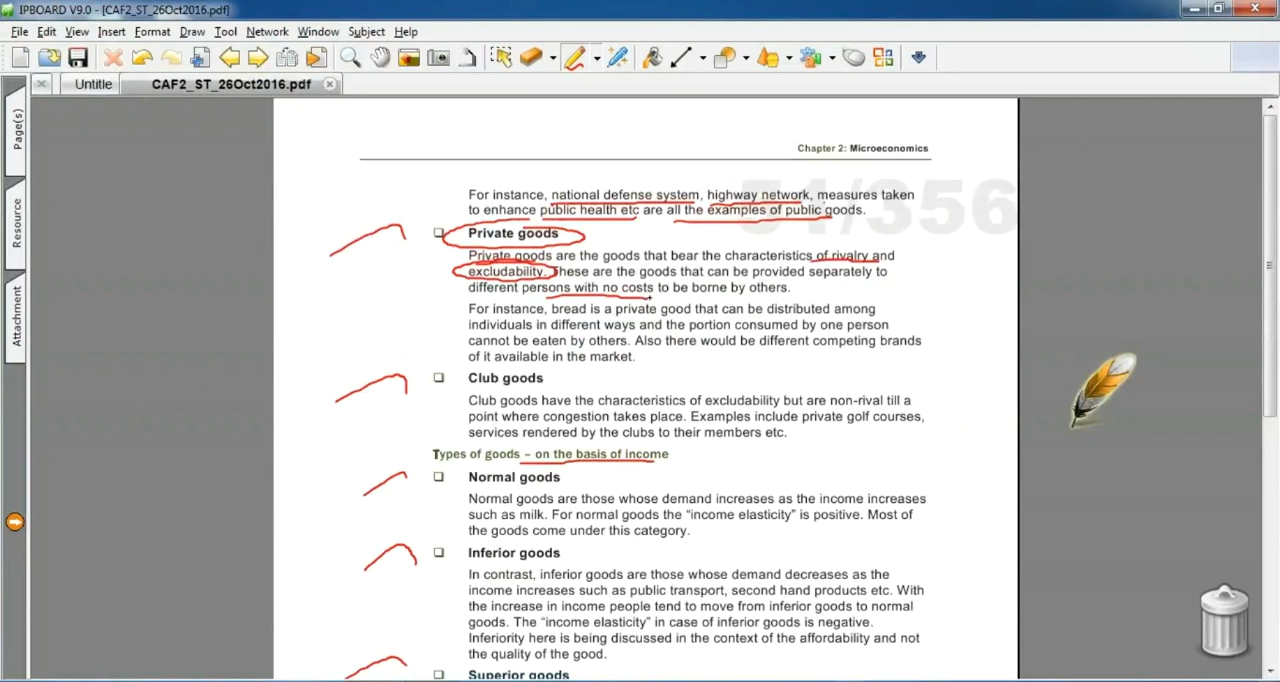 IPBOARD V9.0 - [CAF2_ST_26Oct2016.pdf]
File Edit View Insert Format Draw Tool Network Window Subject Help
Untitle CAF2_ST_26Oct2016.pdf
Page(s)
Resource
Attachment
51/356
Chapter 2: Microeconomics
For instance, national defense system, highway network, measures taken
to enhance public health etc are all the examples of public goods.
Private goods
Private goods are the goods that bear the characteristics of rivalry and
excludability. These are the goods that can be provided separately to
different persons with no costs to be borne by others.
For instance, bread is a private good that can be distributed among
individuals in different ways and the portion consumed by one person
cannot be eaten by others. Also there would be different competing brands
of it available in the market.
Club goods
Club goods have the characteristics of excludability but are non-rival till a
point where congestion takes place. Examples include private golf courses,
services rendered by the clubs to their members etc.
Types of goods – on the basis of income
Normal goods
Normal goods are those whose demand increases as the income increases
such as milk. For normal goods the “income elasticity” is positive. Most of
the goods come under this category.
Inferior goods
In contrast, inferior goods are those whose demand decreases as the
income increases such as public transport, second hand products etc. With
the increase in income people tend to move from inferior goods to normal
goods. The “income elasticity” in case of inferior goods is negative.
Inferiority here is being discussed in the context of the affordability and not
the quality of the good.
Superior goods